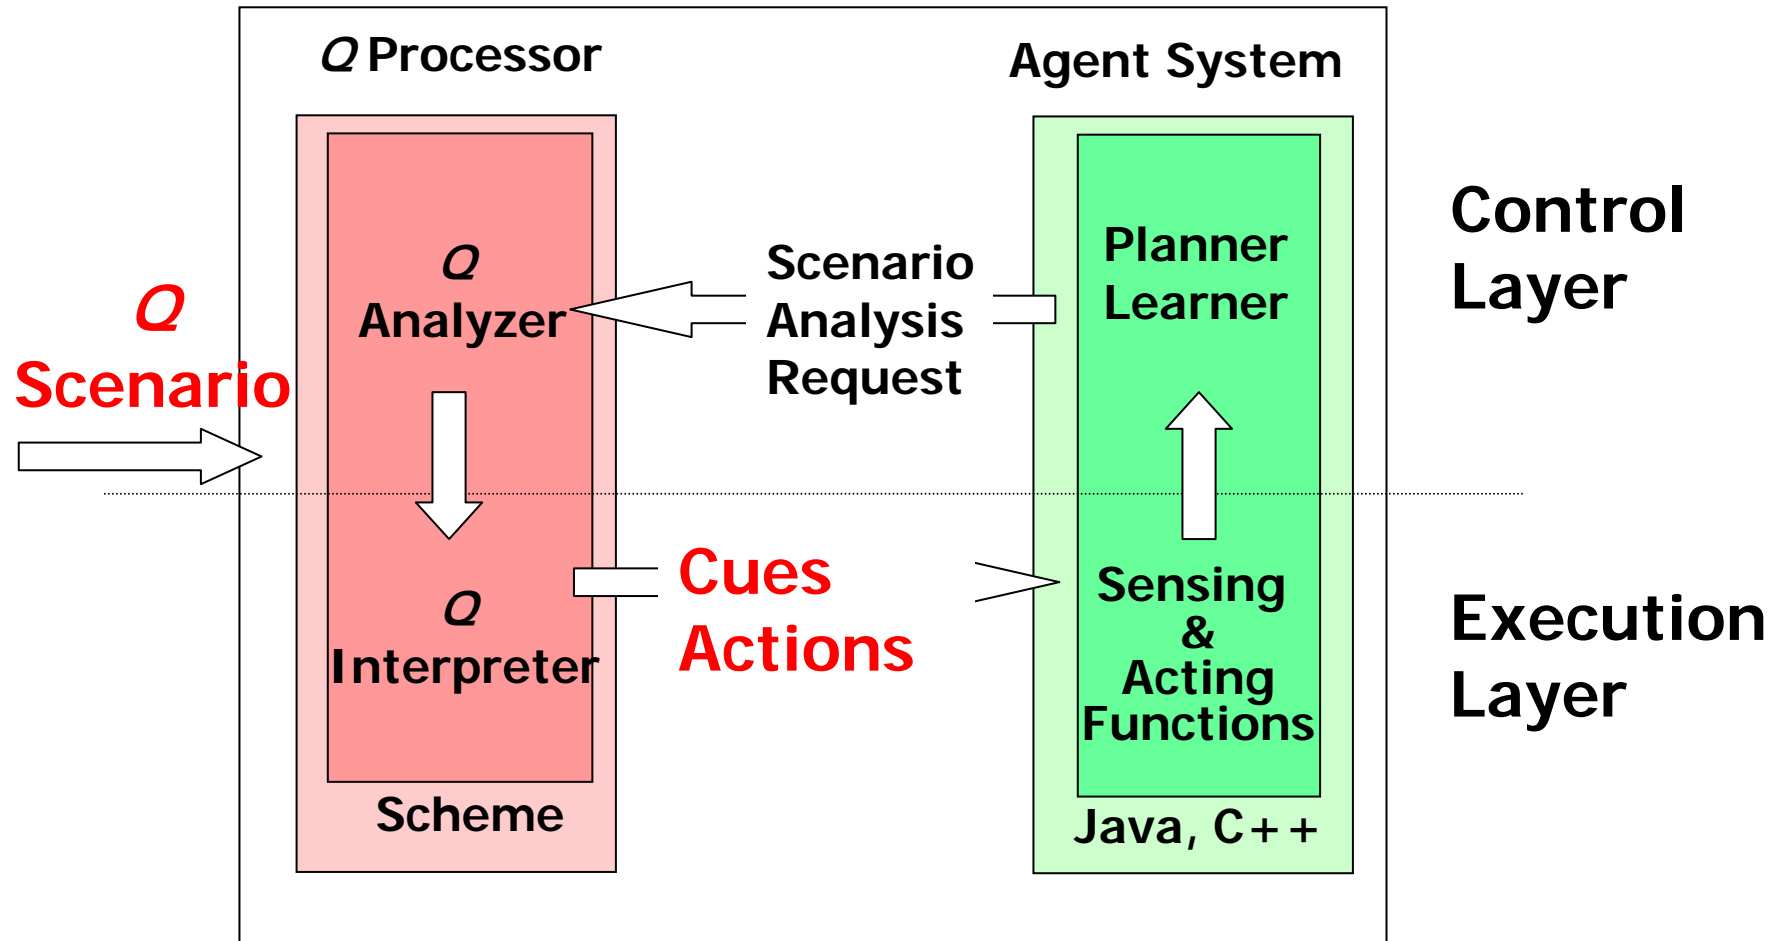 Q Processor
Agent System
Q
Scenario
Q
Analyzer
Scenario
Analysis
Request
Planner
Learner
Control
Layer
Q
Interpreter
Cues
Actions
Sensing
&
Acting
Functions
Execution
Layer
Scheme
Java, C++